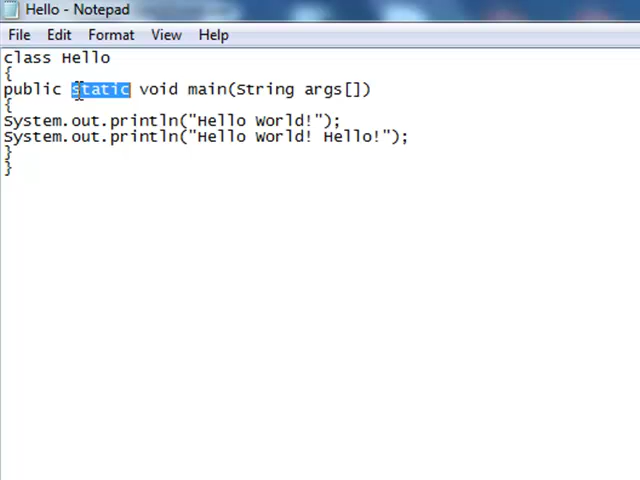 Hello - Notepad
File Edit Format View Help
class Hello
{
public static void main(String args[])
{
System.out.println("Hello World!");
System.out.println("Hello World! Hello!");
}
}